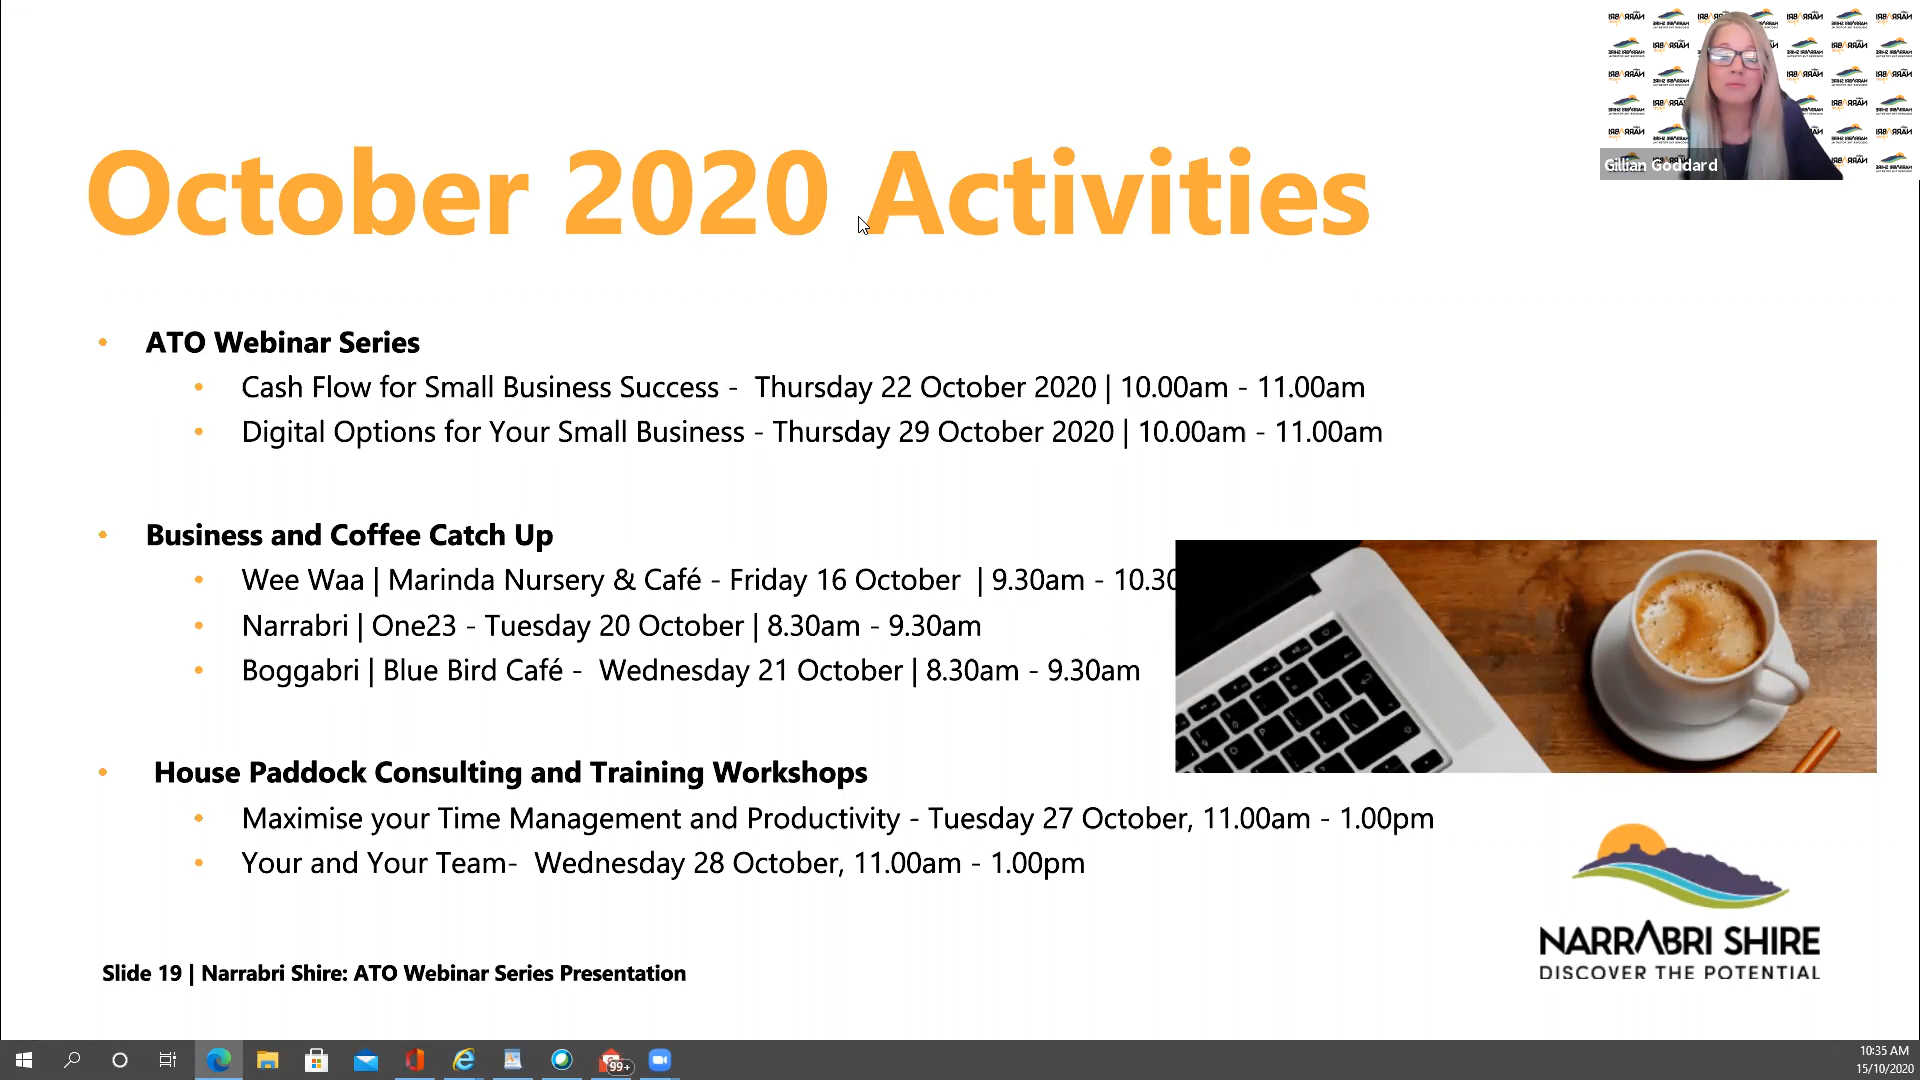 October 2020 Activities
Gillian Goddard
• ATO Webinar Series
• Cash Flow for Small Business Success - Thursday 22 October 2020 | 10.00am - 11.00am
• Digital Options for Your Small Business - Thursday 29 October 2020 | 10.00am - 11.00am
• Business and Coffee Catch Up
• Wee Waa | Marinda Nursery & Café - Friday 16 October | 9.30am - 10.30
• Narrabri | One23 - Tuesday 20 October | 8.30am - 9.30am
• Boggabri | Blue Bird Café - Wednesday 21 October | 8.30am - 9.30am
• House Paddock Consulting and Training Workshops
• Maximise your Time Management and Productivity - Tuesday 27 October, 11.00am - 1.00pm
• Your and Your Team- Wednesday 28 October, 11.00am - 1.00pm
NARRABRI SHIRE
DISCOVER THE POTENTIAL
Slide 19 | Narrabri Shire: ATO Webinar Series Presentation
99+
10:35 AM
15/10/2020